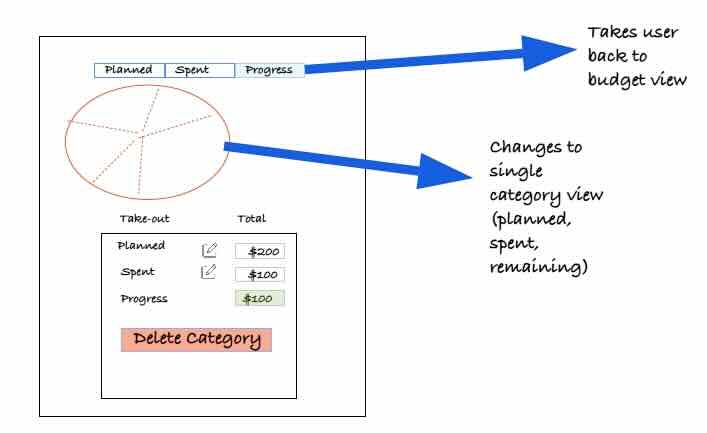 Planned Spent Progress
Takes user
back to
budget view
Changes to
single
category view
(planned,
spent,
remaining)
Take-out Total
Planned $200
Spent $100
Progress $100
Delete Category